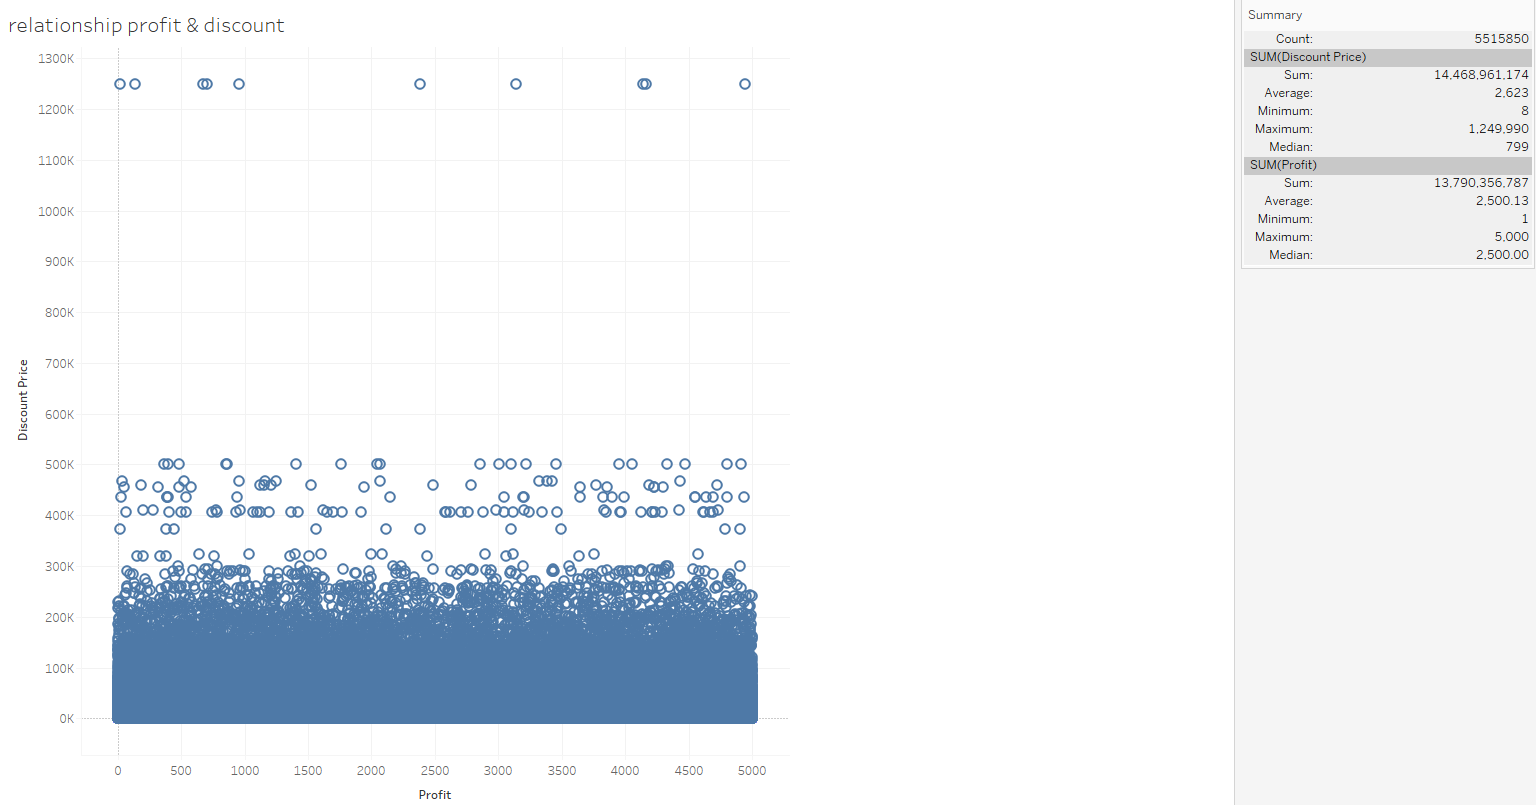 relationship profit & discount
1300K
1200K
1100K
1000K
900K
800K
700K
600K
500K
400K
300K
200K
100K
0K
Discount Price
0 500 1000 1500 2000 2500 3000 3500 4000 4500 5000
Profit
Summary
Count: 5515850
SUM(Discount Price)
Sum: 14,468,961,174
Average: 2,623
Minimum: 8
Maximum: 1,249,990
Median: 799
SUM(Profit)
Sum: 13,790,356,787
Average: 2,500.13
Minimum: 1
Maximum: 5,000
Median: 2,500.00